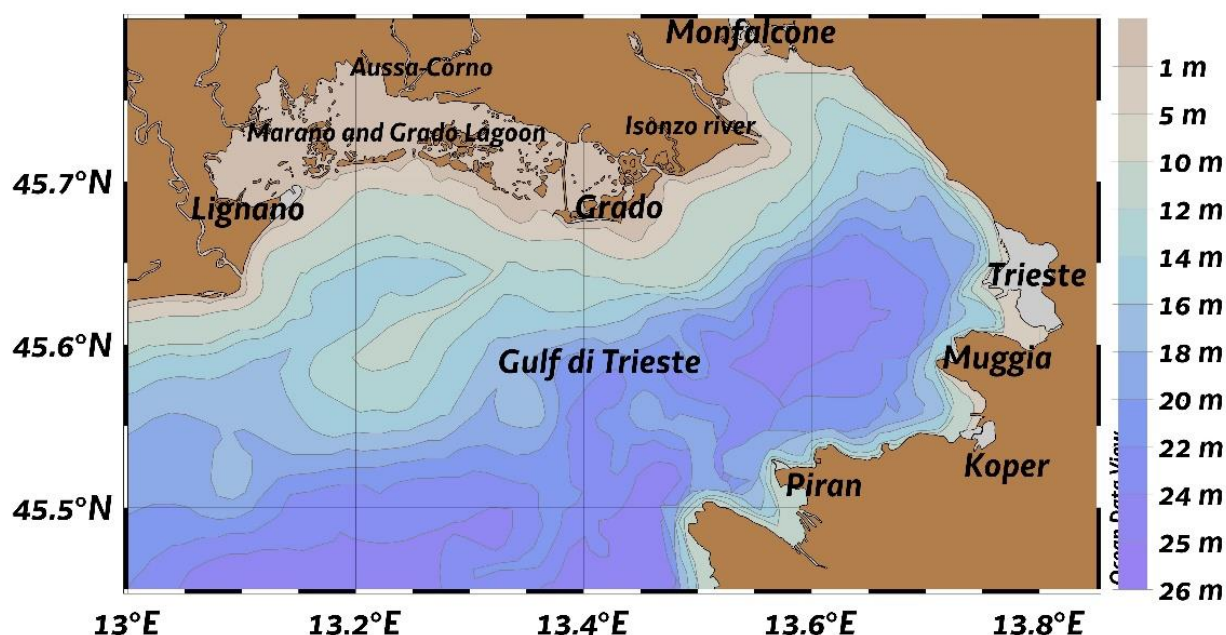 Monfalcone
Aussa-Corno
Marano and Grado Lagoon
Isonzo river
Lignano
Grado
Trieste
Gulf di Trieste
Muggia
Koper
Piran
45.7°N
45.6°N
45.5°N
13°E
13.2°E
13.4°E
13.6°E
13.8°E
1 m
5 m
10 m
12 m
14 m
16 m
18 m
20 m
22 m
24 m
25 m
26 m
Ocean Data View